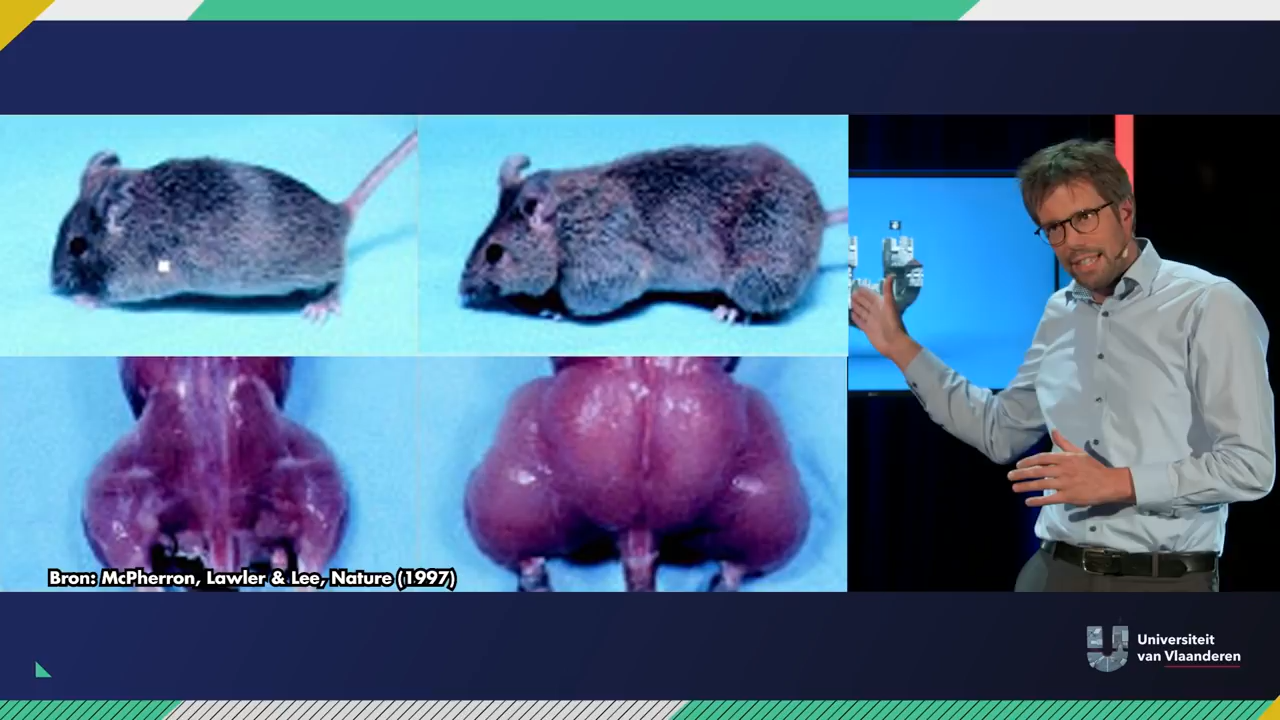 Bron: McPherron, Lawler & Lee, Nature (1997)
Universiteit
van Vlaanderen